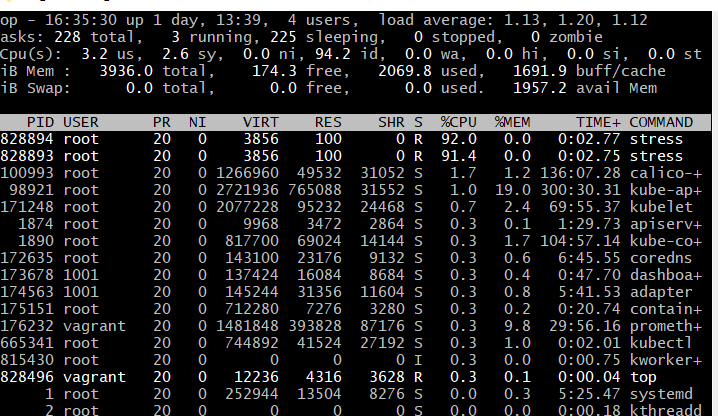 op - 16:35:30 up 1 day, 13:39,  4 users,  load average: 1.13, 1.20, 1.12
asks: 228 total,   3 running, 225 sleeping,   0 stopped,   0 zombie
Cpu(s):  3.2 us,  2.6 sy,  0.0 ni, 94.2 id,  0.0 wa,  0.0 hi,  0.0 si,  0.0 st
iB Mem :   3936.0 total,    174.3 free,   2069.8 used,   1691.9 buff/cache
iB Swap:      0.0 total,      0.0 free,      0.0 used.   1957.2 avail Mem
PID USER      PR  NI    VIRT    RES    SHR S  %CPU  %MEM     TIME+ COMMAND
828894 root      20   0    3856    100      0 R  92.0   0.0   0:02.77 stress
828893 root      20   0    3856    100      0 R  91.4   0.0   0:02.75 stress
100993 root      20   0 1266960  49532  31052 S   1.7   1.2 136:07.28 calico-+
98921 root      20   0 2721936 765088  31552 S   1.0  19.0 300:30.31 kube-ap+
171248 root      20   0 2077228  95232  24468 S   0.7   2.4  69:55.37 kubelet
1874 root      20   0    9968   3472   2864 S   0.3   0.1   1:29.73 apiserv+
1890 root      20   0  817700  69024  14144 S   0.3   1.7 104:57.14 kube-co+
172635 root      20   0  143100  23176   9132 S   0.3   0.6   6:45.55 coredns
173678 1001      20   0  137424  16084   8684 S   0.3   0.4   0:47.70 dashboa+
174563 1001      20   0  145244  31356  11604 S   0.3   0.8   5:41.53 adapter
175151 root      20   0  712280   7276   3280 S   0.3   0.2   0:20.74 contain+
176232 vagrant   20   0 1481848 393828  87176 S   0.3   9.8  29:56.16 prometh+
665341 root      20   0  744892  41524  27192 S   0.3   1.0   0:02.01 kubectl
815430 root      20   0       0      0      0 I   0.3   0.0   0:00.75 kworker+
828496 vagrant   20   0   12236   4316   3628 R   0.3   0.1   0:00.04 top
1 root      20   0  252944  13504   8276 S   0.0   0.3   5:25.47 systemd
2 root      20   0       0      0      0 S   0.0   0.0   0:00.18 kthreadd